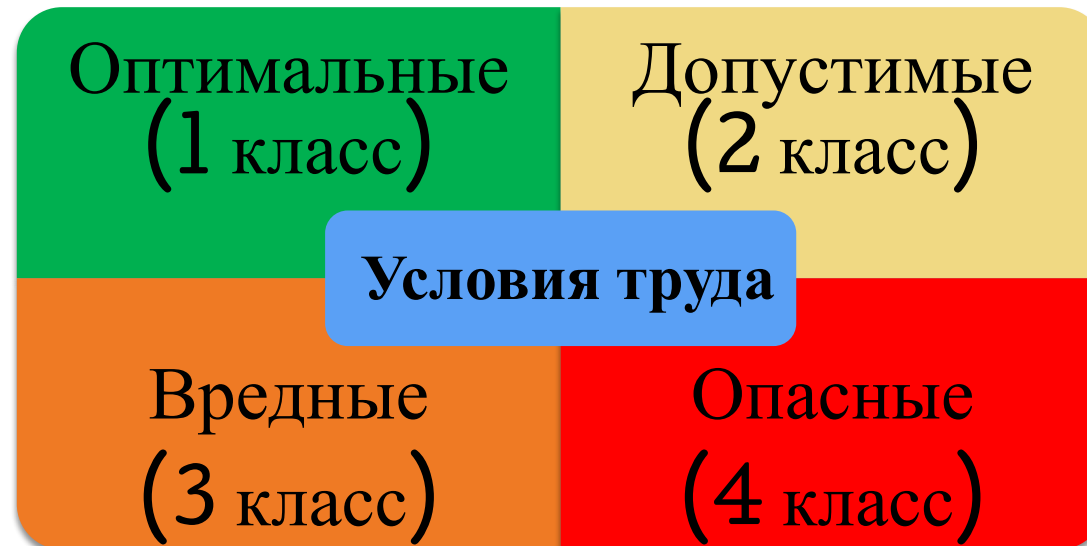 Оптимальные
(1 класс)
Допустимые
(2 класс)
Условия труда
Вредные
(3 класс)
Опасные
(4 класс)